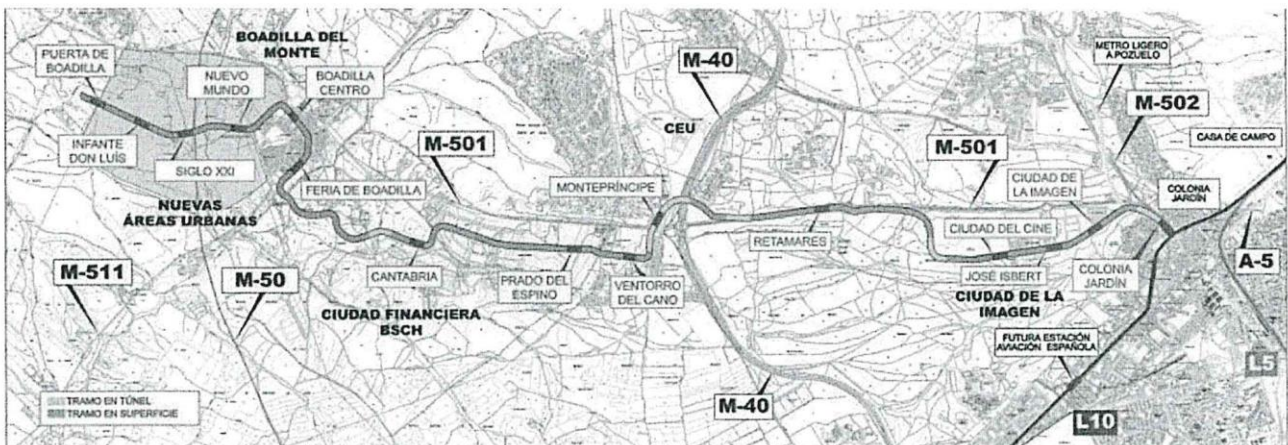 PUERTA DE
BOADILLA
BOADILLA DEL
MONTE
NUEVO
MUNDO
BOADILLA
CENTRO
M-40
METRO LIGERO
A POZUELO
M-502
CASA DE CAMPO
INFANTE
DON LUÍS
SIGLO XXI
NUEVAS
ÁREAS URBANAS
FERIA DE BOADILLA
M-501
MONTEPRÍNCIPE
CEU
M-501
CIUDAD DE
LA IMAGEN
COLONIA
JARDÍN
RETAMARES
CIUDAD DEL CINE
M-511
M-50
CANTABRIA
PRADO DEL
ESPINO
VENTORRO
DEL CANO
JOSÉ ISBERT
COLONIA
JARDÍN
A-5
CIUDAD FINANCIERA
BSCH
CIUDAD DE LA
IMAGEN
FUTURA ESTACIÓN
AVIACIÓN ESPAÑOLA
L5
M-40
L10
TRAMO EN TÚNEL
TRAMO EN SUPERFICIE